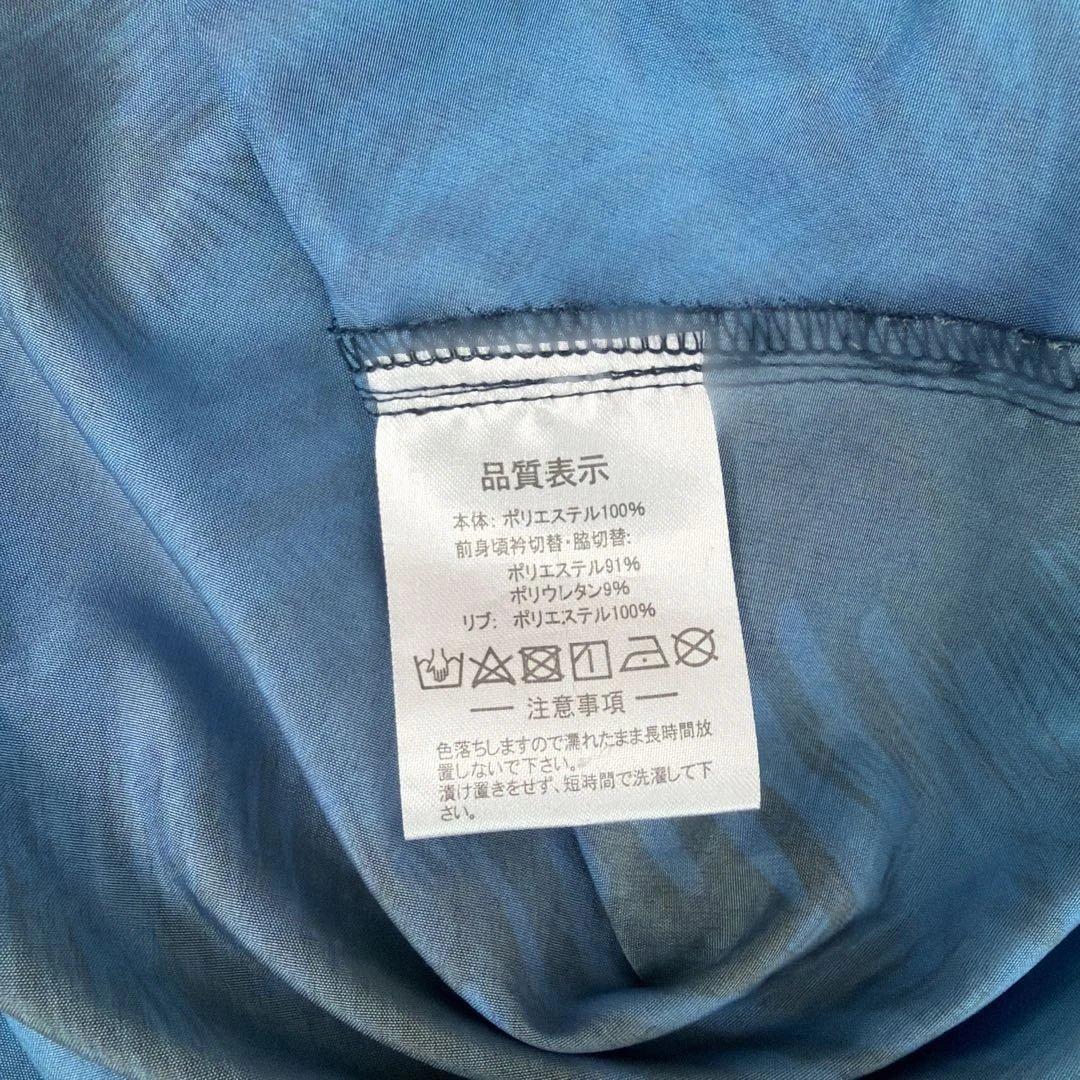 品質表示
本体: ポリエステル100%
前身頃衿切替・脇切替:
ポリエステル91%
ポリウレタン9%
リブ: ポリエステル100%
注意事項
色落ちしますので濡れたまま長時間放
置しないで下さい。
漬け置きをせず、短時間で洗濯して下
さい。